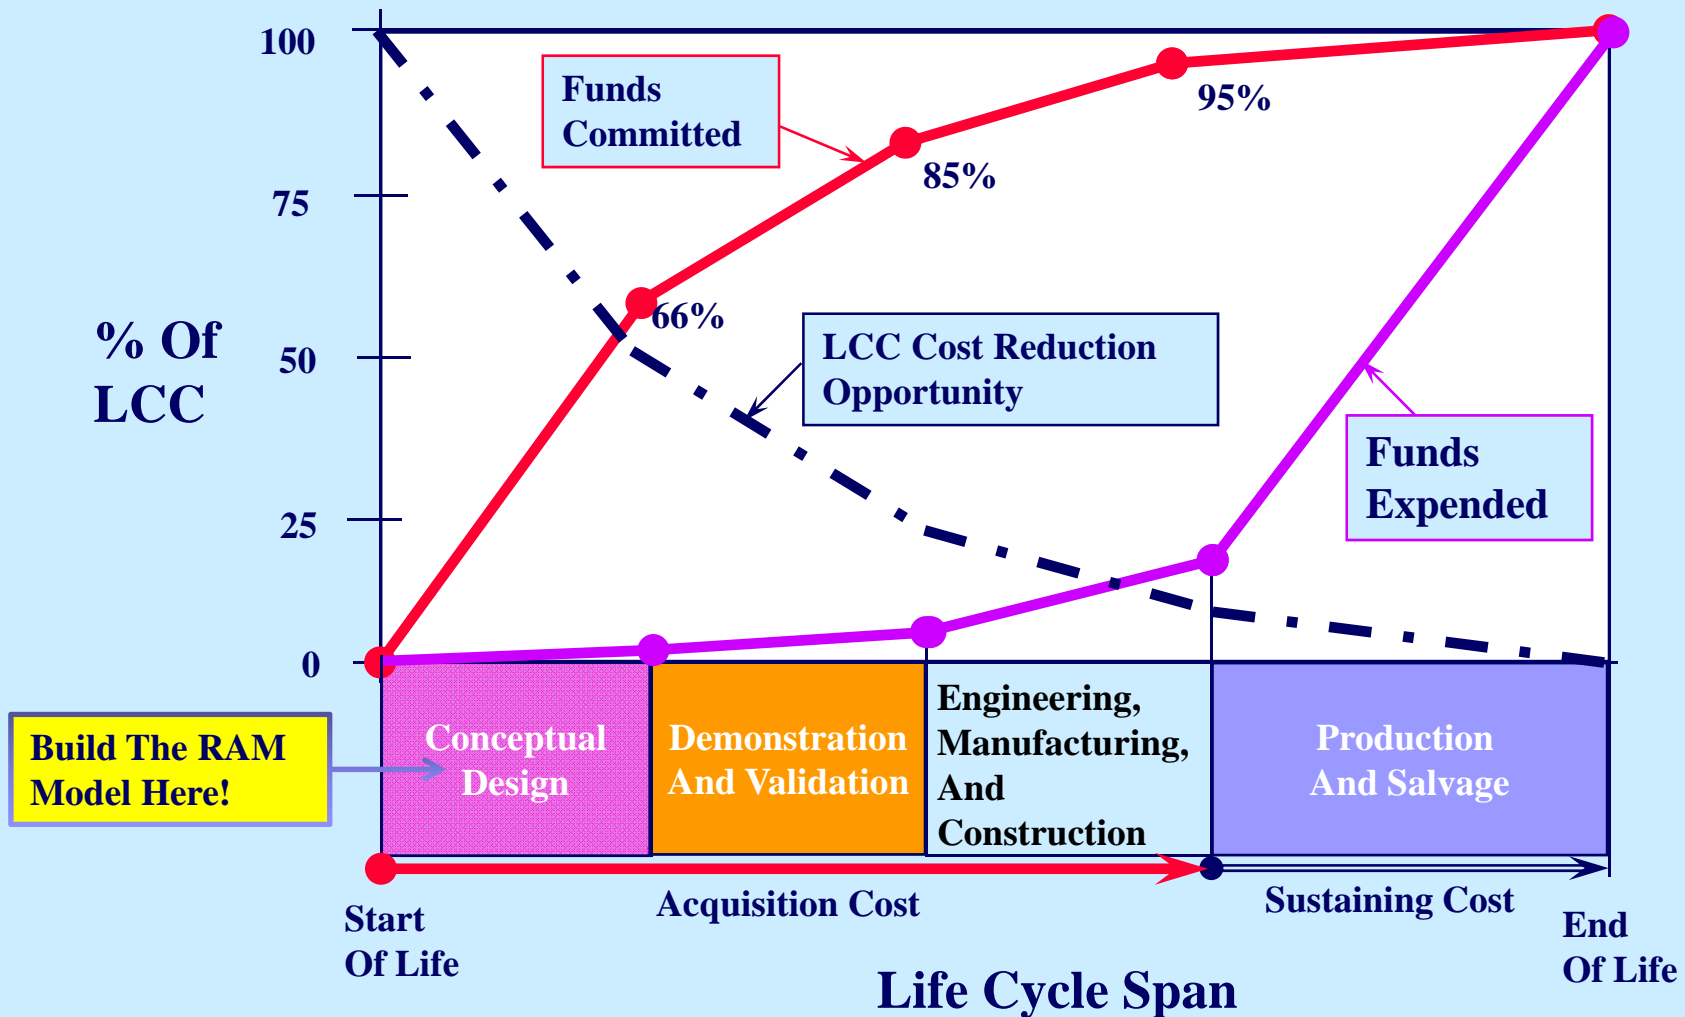 100
75
50
25
0
% Of
LCC
Funds
Committed
66%
85%
95%
LCC Cost Reduction
Opportunity
Funds
Expended
Build The RAM
Model Here!
Conceptual
Design
Demonstration
And Validation
Engineering,
Manufacturing,
And
Construction
Production
And Salvage
Acquisition Cost
Sustaining Cost
Start
Of Life
End
Of Life
Life Cycle Span